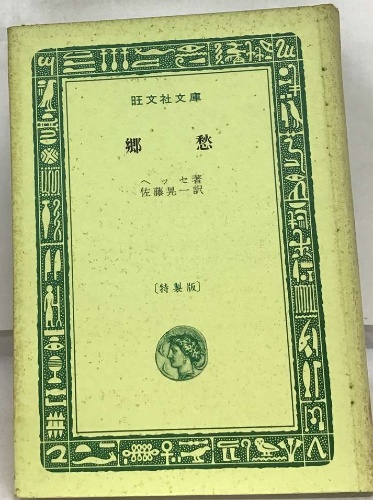 旺文社文庫
郷愁
ヘッセ著
佐藤晃一訳
〔特製版〕